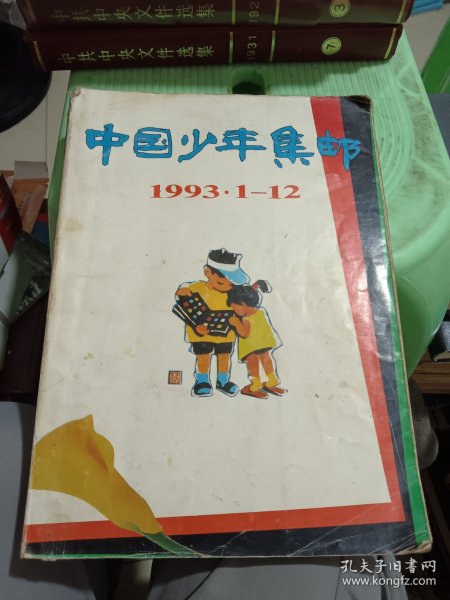 中共中央文件选集
192
3
中共中央文件选集
1931
7
中国少年集邮
1993·1-12
孔夫子旧书网
www.kongfz.com